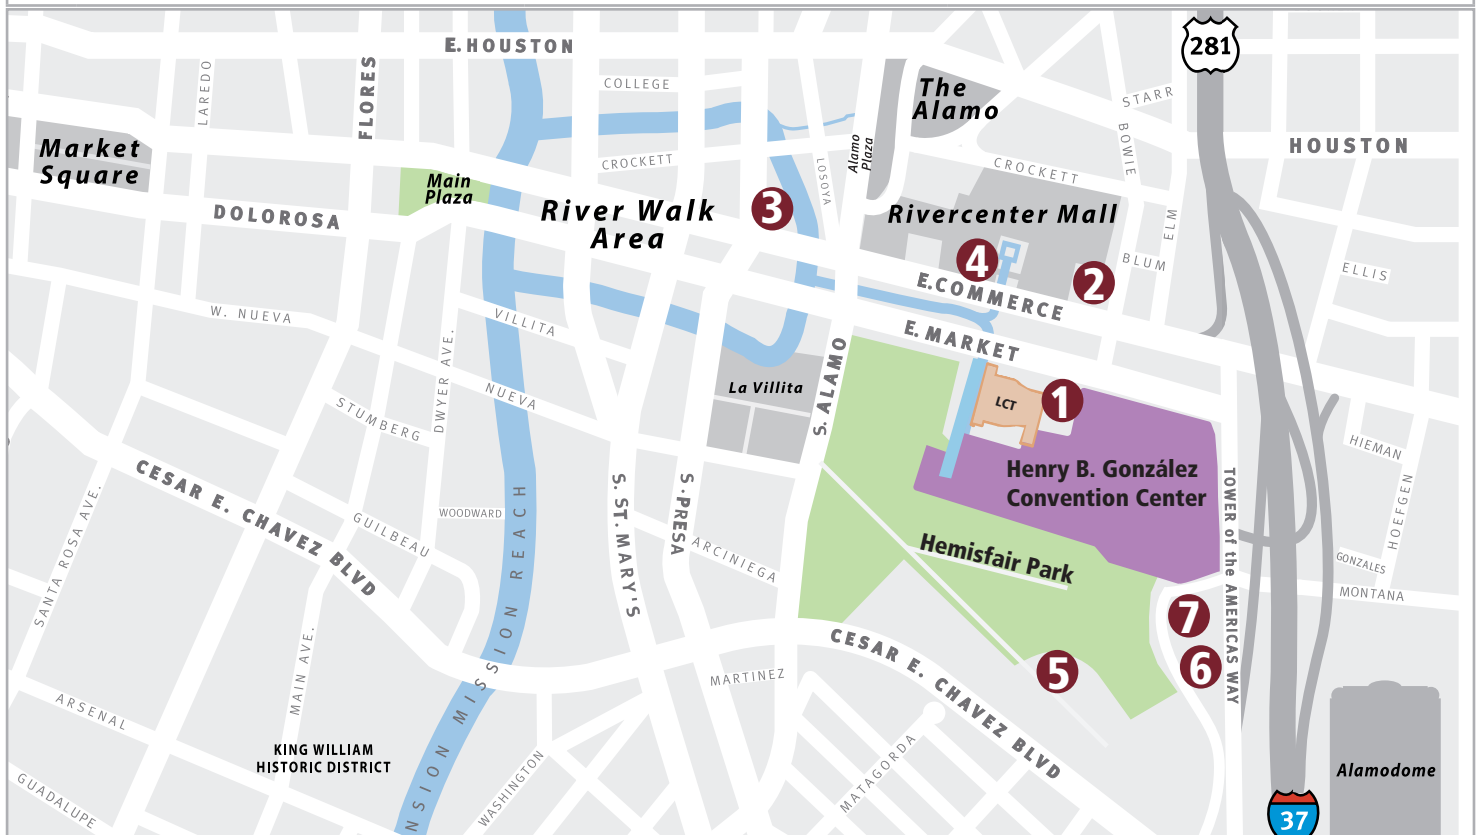 E. HOUSTON
281
LAREDO
FLORES
COLLEGE
The
Alamo
STARR
BOWIE
HOUSTON
Market
Square
CROCKETT
LOSOYA
Alamo
Plaza
CROCKETT
Main
Plaza
DOLOROSA
River Walk
Area
3
Rivercenter Mall
ELM
4
2
BLUM
ELLIS
E. COMMERCE
W. NUEVA
VILLITA
E. MARKET
DWYER AVE.
NUEVA
La Villita
S. ALAMO
LCT
1
STUMBERG
HIEMAN
Henry B. González
Convention Center
CESAR E. CHAVEZ BLVD
S. ST. MARY'S
S. PRESA
TOWER of the AMERICAS WAY
HOEFGEN
SANTA ROSA AVE.
WOODWARD
GUILBEAU
ARCINIEGA
Hemisfair Park
GONZALES
MONTANA
7
NSION MISSION REACH
MAIN AVE.
CESAR E. CHAVEZ BLVD
5
6
MARTINEZ
ARSENAL
KING WILLIAM
HISTORIC DISTRICT
WASHINGTON
MATAGORDA
Alamodome
GUADALUPE
37